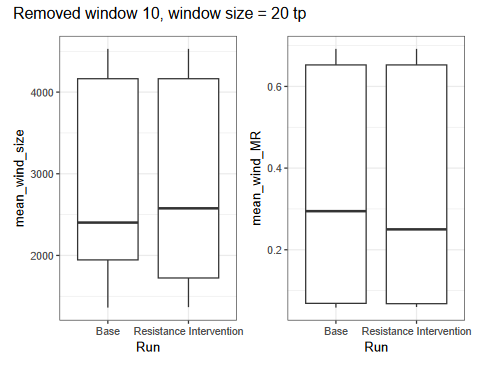 Removed window 10, window size = 20 tp
mean_wind_size
4000
3000
2000
Base
Resistance Intervention
Run
mean_wind_MR
0.6
0.4
0.2
Base
Resistance Intervention
Run